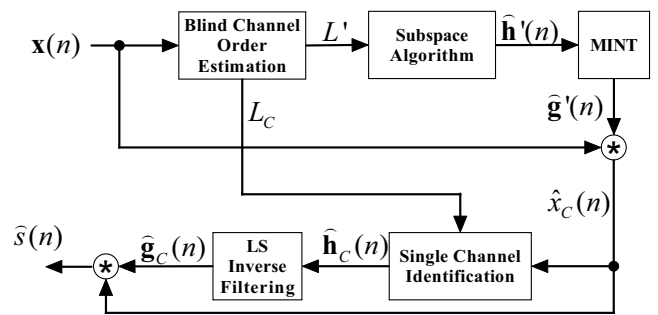 x(n)
Blind Channel
Order
Estimation
L'
Subspace
Algorithm
ĥ'(n)
MINT
ĝ'(n)
L_C
*
x̂_C(n)
ŝ(n)
*
ĝ_C(n)
LS
Inverse
Filtering
ĥ_C(n)
Single Channel
Identification